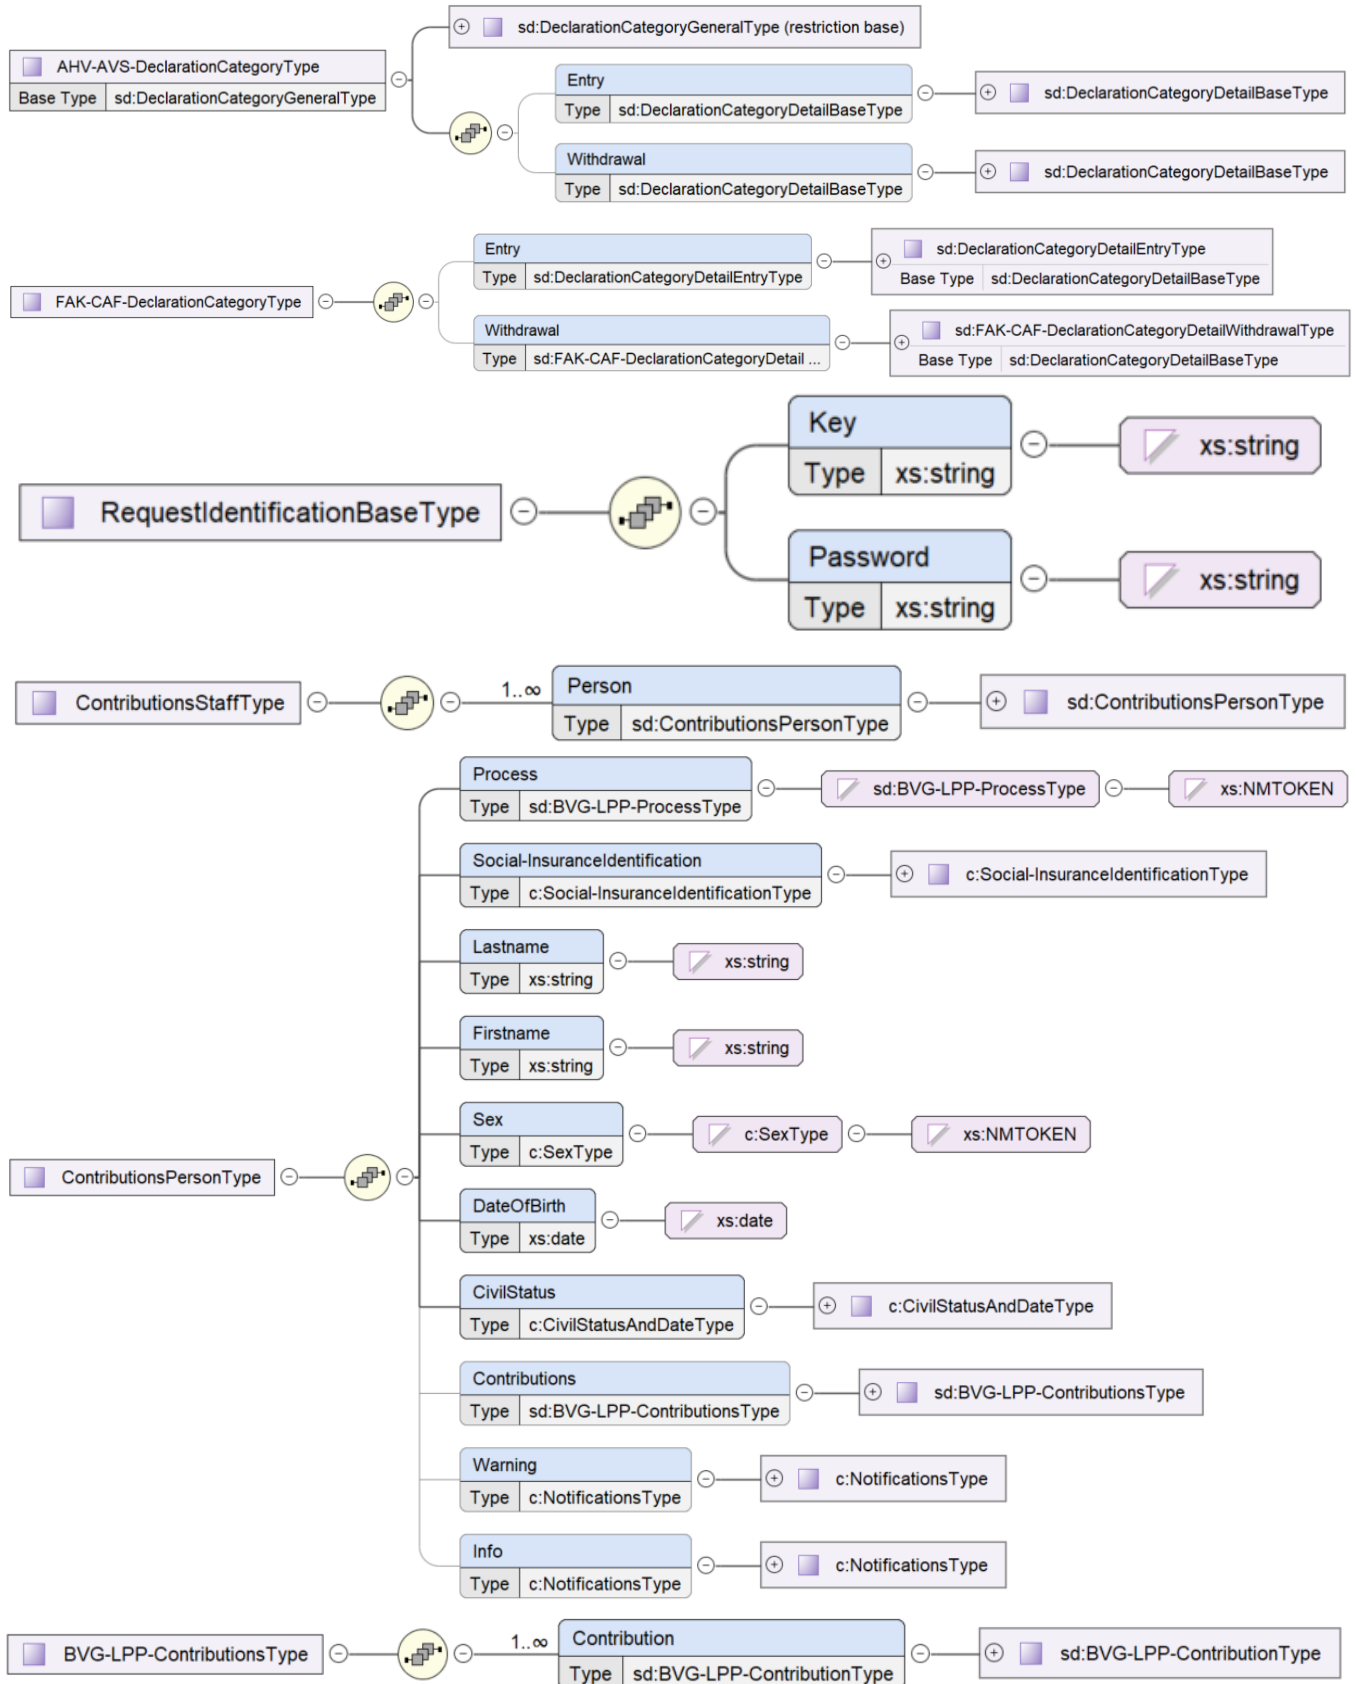 sd:DeclarationCategoryGeneralType (restriction base)
AHV-AVS-DeclarationCategoryType
Base Type sd:DeclarationCategoryGeneralType
Entry
Type sd:DeclarationCategoryDetailBaseType
sd:DeclarationCategoryDetailBaseType
Withdrawal
Type sd:DeclarationCategoryDetailBaseType
sd:DeclarationCategoryDetailBaseType
FAK-CAF-DeclarationCategoryType
Entry
Type sd:DeclarationCategoryDetailEntryType
sd:DeclarationCategoryDetailEntryType
Base Type sd:DeclarationCategoryDetailBaseType
Withdrawal
Type sd:FAK-CAF-DeclarationCategoryDetail ...
sd:FAK-CAF-DeclarationCategoryDetailWithdrawalType
Base Type sd:DeclarationCategoryDetailBaseType
RequestIdentificationBaseType
Key
Type xs:string
xs:string
Password
Type xs:string
xs:string
ContributionsStaffType
1..∞
Person
Type sd:ContributionsPersonType
sd:ContributionsPersonType
ContributionsPersonType
Process
Type sd:BVG-LPP-ProcessType
sd:BVG-LPP-ProcessType
xs:NMTOKEN
Social-InsuranceIdentification
Type c:Social-InsuranceIdentificationType
c:Social-InsuranceIdentificationType
Lastname
Type xs:string
xs:string
Firstname
Type xs:string
xs:string
Sex
Type c:SexType
c:SexType
xs:NMTOKEN
DateOfBirth
Type xs:date
xs:date
CivilStatus
Type c:CivilStatusAndDateType
c:CivilStatusAndDateType
Contributions
Type sd:BVG-LPP-ContributionsType
sd:BVG-LPP-ContributionsType
Warning
Type c:NotificationsType
c:NotificationsType
Info
Type c:NotificationsType
c:NotificationsType
BVG-LPP-ContributionsType
1..∞
Contribution
Type sd:BVG-LPP-ContributionType
sd:BVG-LPP-ContributionType